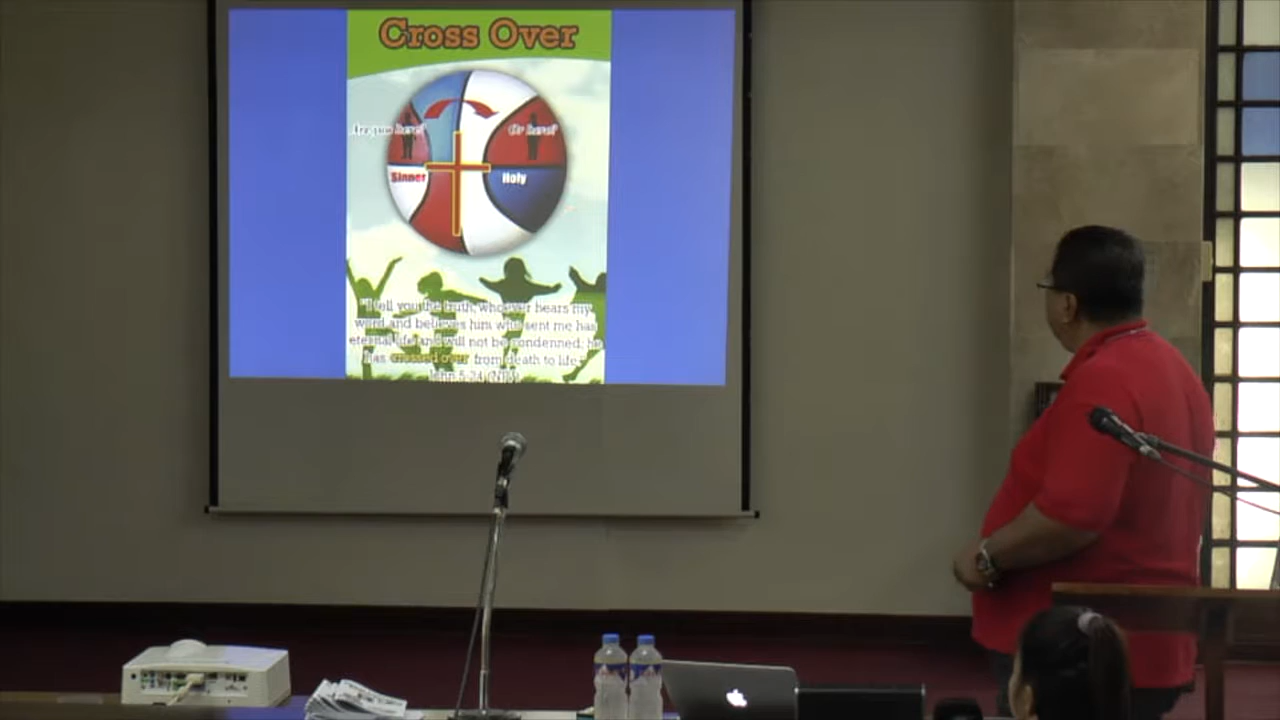 Cross Over
Are you here?
Or here?
Sinner
Holy
"I tell you the truth, whoever hears my
word and believes him who sent me has
eternal life and will not be condemned; he
has crossed over from death to life."
John 5:24